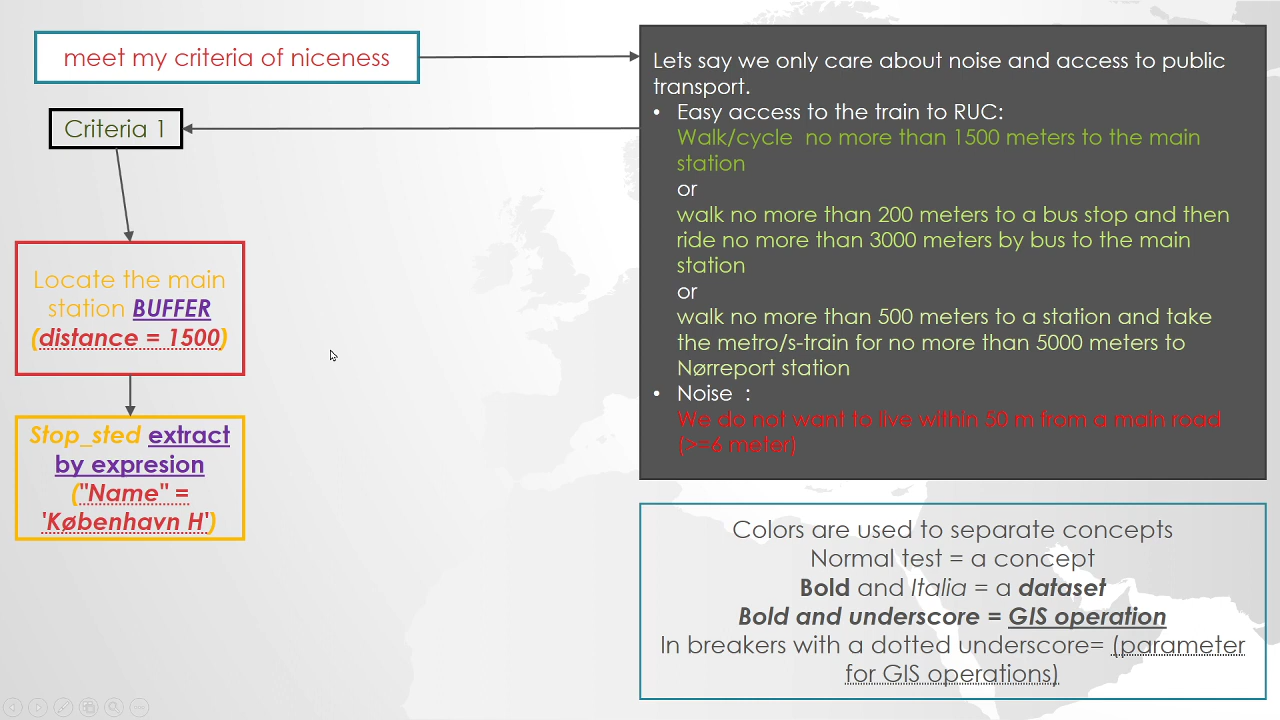 meet my criteria of niceness
Criteria 1
Locate the main
station BUFFER
(distance = 1500)
Stop_sted extract
by expresion
("Name" =
'København H')
Lets say we only care about noise and access to public
transport.
• Easy access to the train to RUC:
Walk/cycle no more than 1500 meters to the main
station
or
walk no more than 200 meters to a bus stop and then
ride no more than 3000 meters by bus to the main
station
or
walk no more than 500 meters to a station and take
the metro/s-train for no more than 5000 meters to
Nørreport station
• Noise :
We do not want to live within 50 m from a main road
(>=6 meter)
Colors are used to separate concepts
Normal test = a concept
Bold and Italia = a dataset
Bold and underscore = GIS operation
In breakers with a dotted underscore= (parameter
for GIS operations)